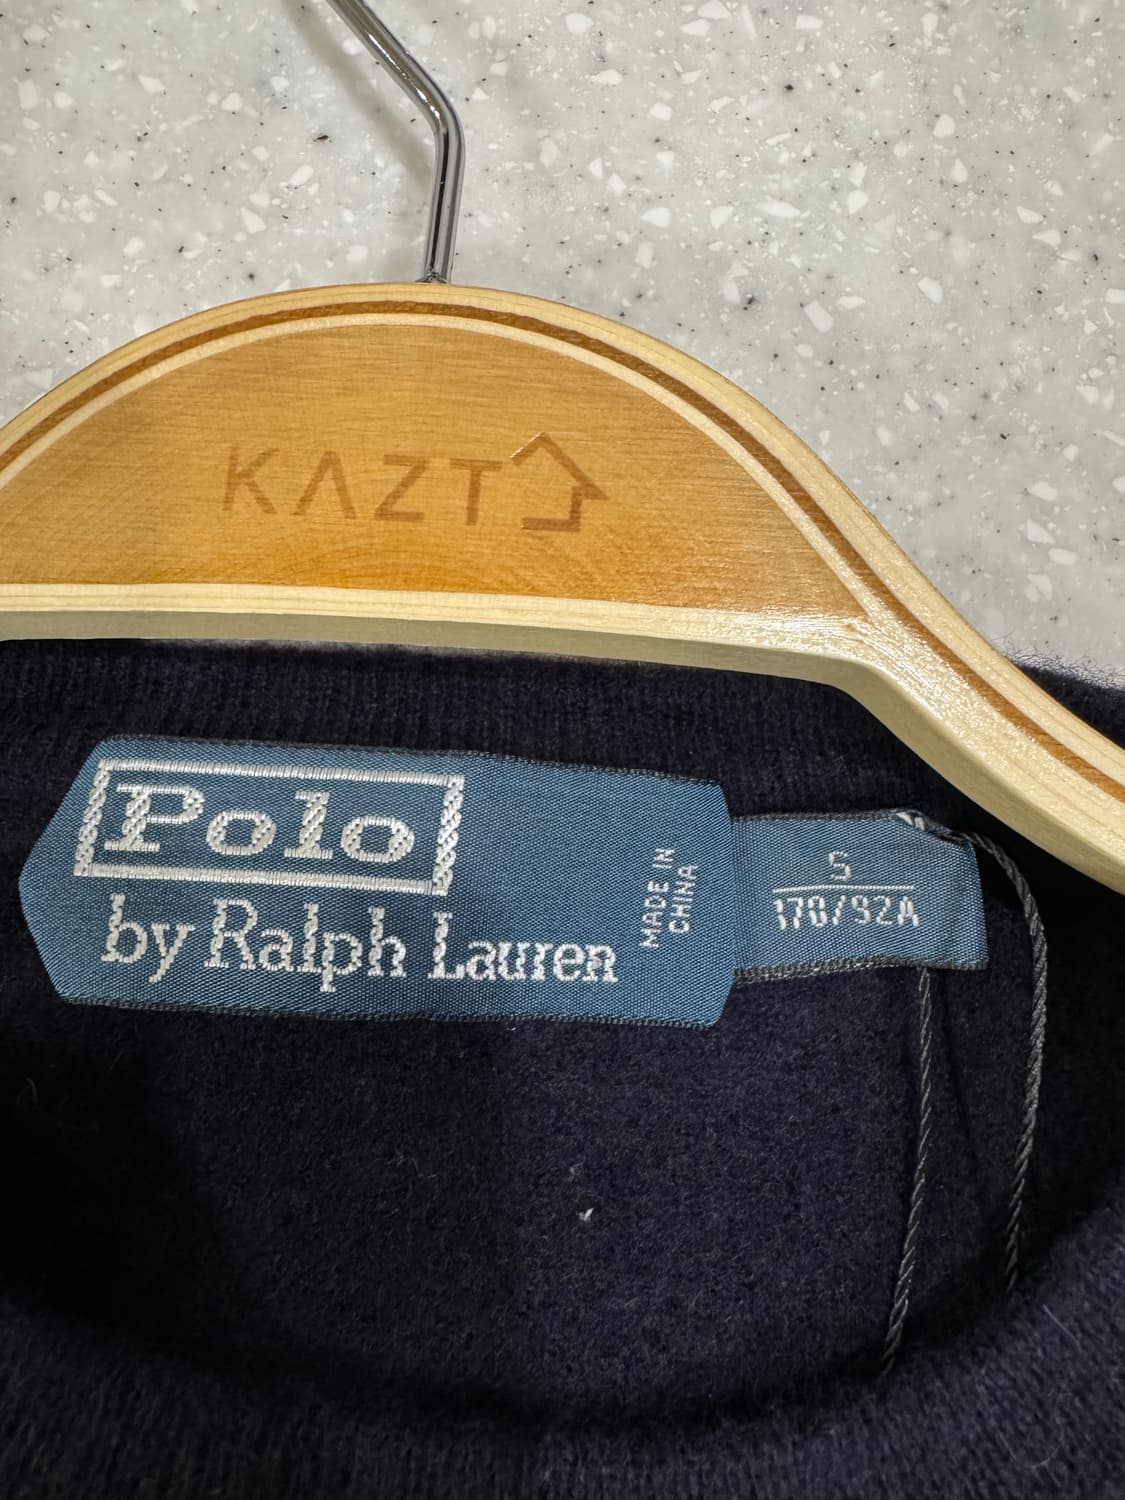 KAZT
Polo
by Ralph Lauren
MADE IN
CHINA
S
170/92A